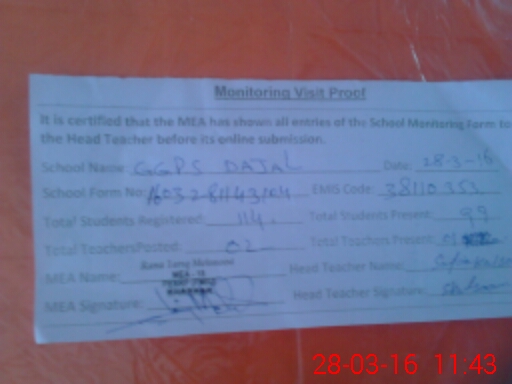 Monitoring Visit Proof
It is certified that the MEA has shown all entries of the School Monitoring Form to
the Head Teacher before its online submission.
School Name GGPS DAJAL Date: 28-3-16
School Form No: EMIS Code: 38110353
Total Students Registered: 114 Total Students Present: 99
Total Teachers Posted: 02 Total Teachers Present: 01
MEA Name: Head Teacher Name:
MEA Signature: Head Teacher Signature:
28-03-16 11:43